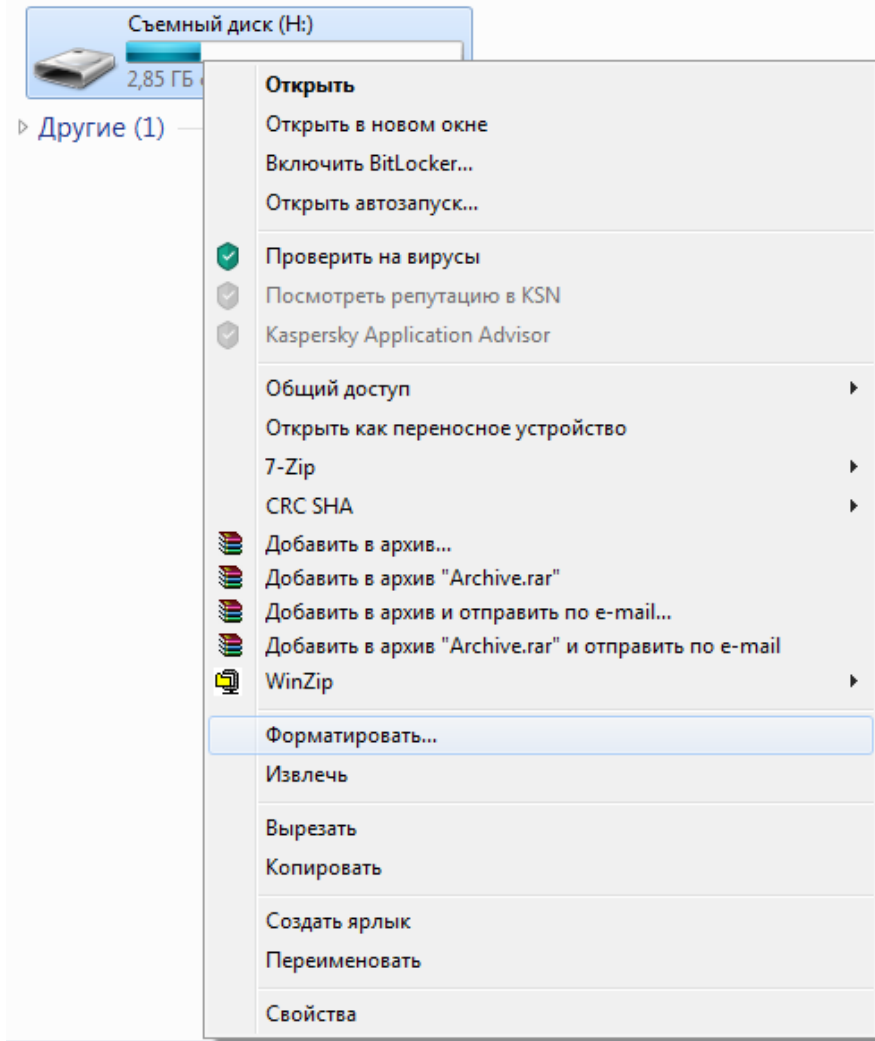 Съемный диск (H:)
2,85 ГБ
Другие (1)
Открыть
Открыть в новом окне
Включить BitLocker...
Открыть автозапуск...
Проверить на вирусы
Посмотреть репутацию в KSN
Kaspersky Application Advisor
Общий доступ
Открыть как переносное устройство
7-Zip
CRC SHA
Добавить в архив...
Добавить в архив "Archive.rar"
Добавить в архив и отправить по e-mail...
Добавить в архив "Archive.rar" и отправить по e-mail
WinZip
Форматировать...
Извлечь
Вырезать
Копировать
Создать ярлык
Переименовать
Свойства